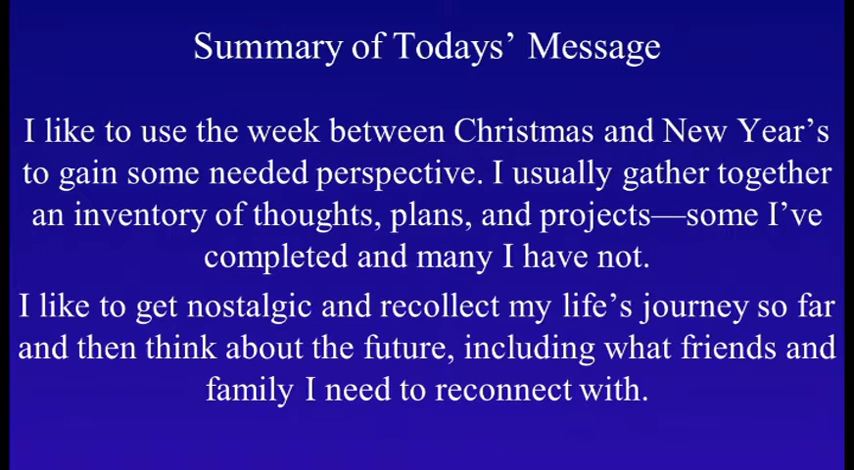 Summary of Todays’ Message
I like to use the week between Christmas and New Year’s
to gain some needed perspective. I usually gather together
an inventory of thoughts, plans, and projects—some I’ve
completed and many I have not.
I like to get nostalgic and recollect my life’s journey so far
and then think about the future, including what friends and
family I need to reconnect with.